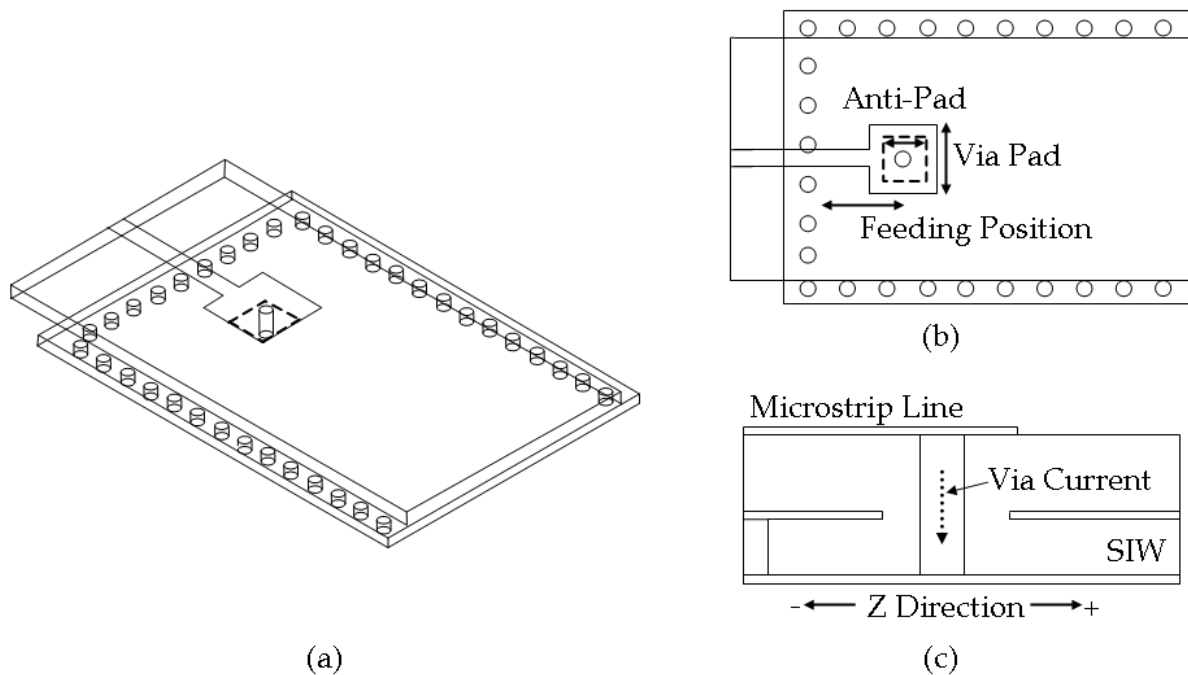 Anti-Pad
Via Pad
Feeding Position
(b)
Microstrip Line
Via Current
SIW
- Z Direction +
(a)
(c)